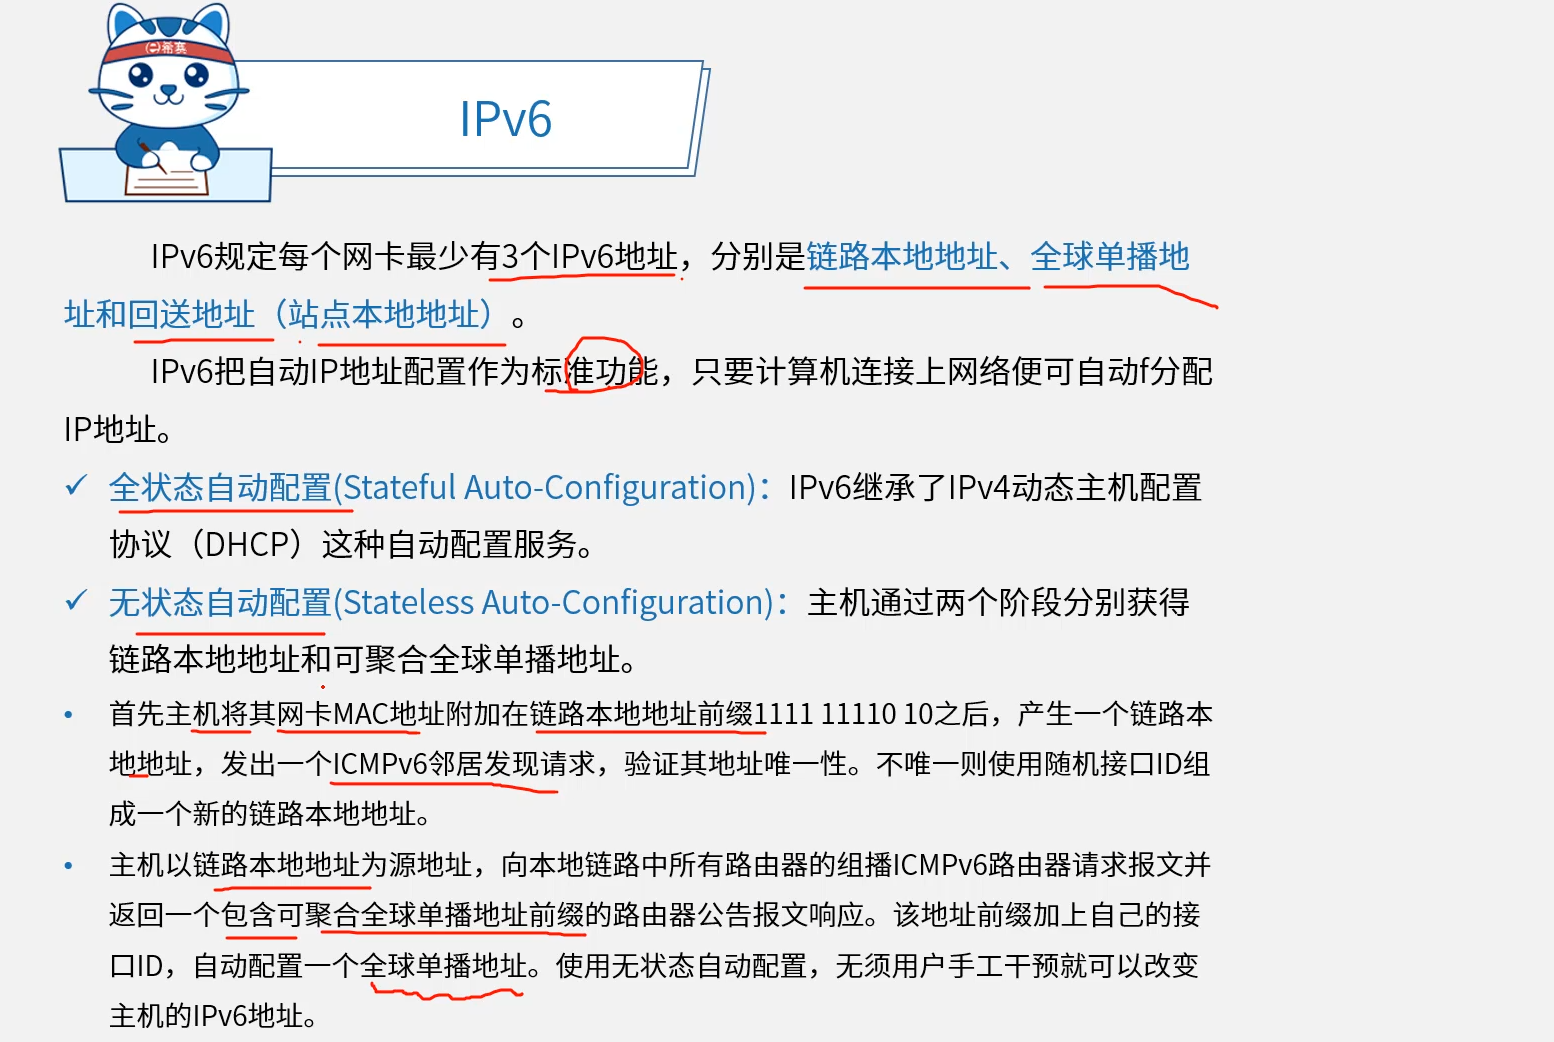 希赛
IPv6
IPv6规定每个网卡最少有3个IPv6地址，分别是链路本地地址、全球单播地
址和回送地址（站点本地地址）。
IPv6把自动IP地址配置作为标准功能，只要计算机连接上网络便可自动f分配
IP地址。
✓ 全状态自动配置(Stateful Auto-Configuration)：IPv6继承了IPv4动态主机配置
协议（DHCP）这种自动配置服务。
✓ 无状态自动配置(Stateless Auto-Configuration)：主机通过两个阶段分别获得
链路本地地址和可聚合全球单播地址。
• 首先主机将其网卡MAC地址附加在链路本地地址前缀1111 11110 10之后，产生一个链路本
地地址，发出一个ICMPv6邻居发现请求，验证其地址唯一性。不唯一则使用随机接口ID组
成一个新的链路本地地址。
• 主机以链路本地地址为源地址，向本地链路中所有路由器的组播ICMPv6路由器请求报文并
返回一个包含可聚合全球单播地址前缀的路由器公告报文响应。该地址前缀加上自己的接
口ID，自动配置一个全球单播地址。使用无状态自动配置，无须用户手工干预就可以改变
主机的IPv6地址。